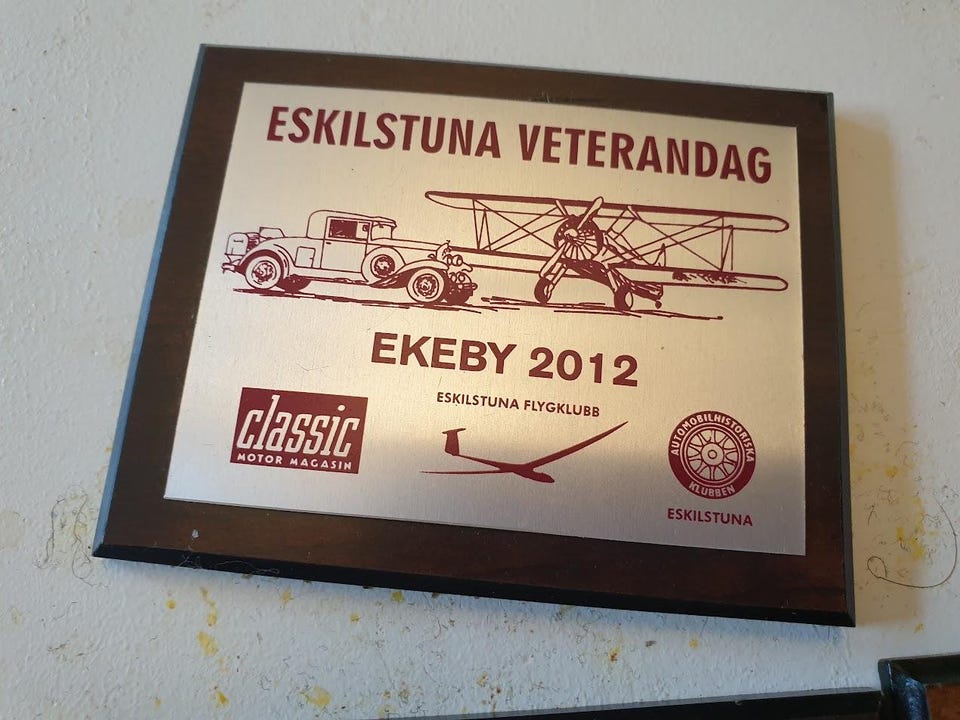 ESKILSTUNA VETERANDAG
EKEBY 2012
ESKILSTUNA FLYGKLUBB
classic
MOTOR MAGASIN
AUTOMOBILHISTORISKA
KLUBBEN
ESKILSTUNA